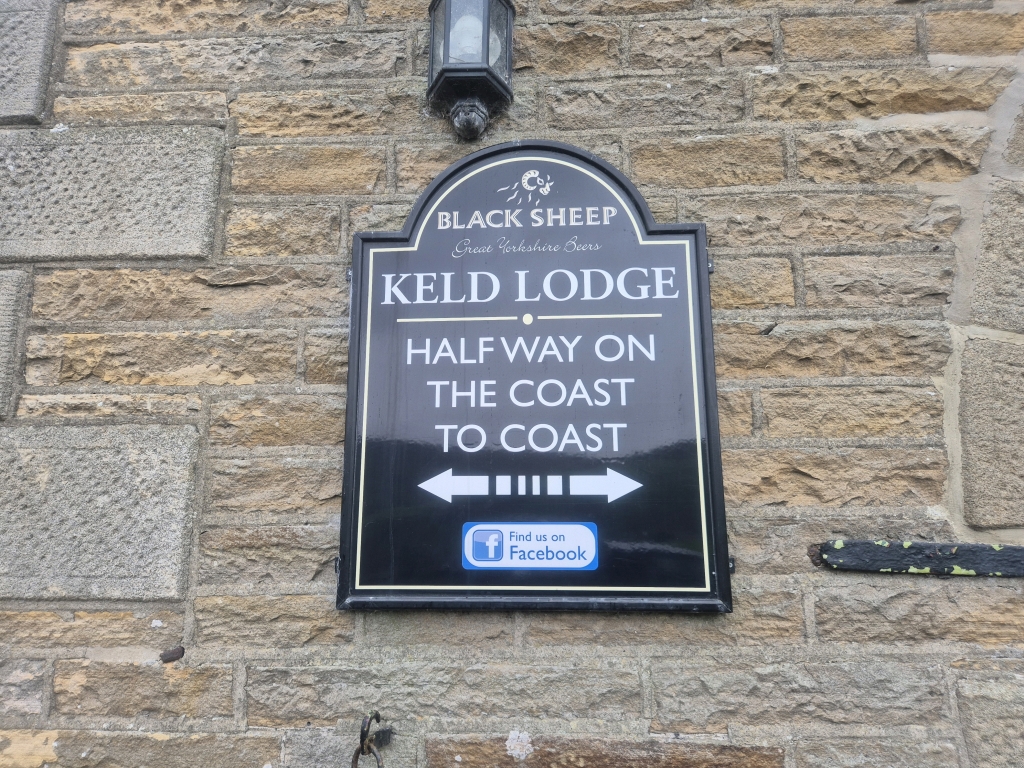 BLACK SHEEP
Great Yorkshire Beers
KELD LODGE
HALF WAY ON
THE COAST
TO COAST
f
Find us on
Facebook